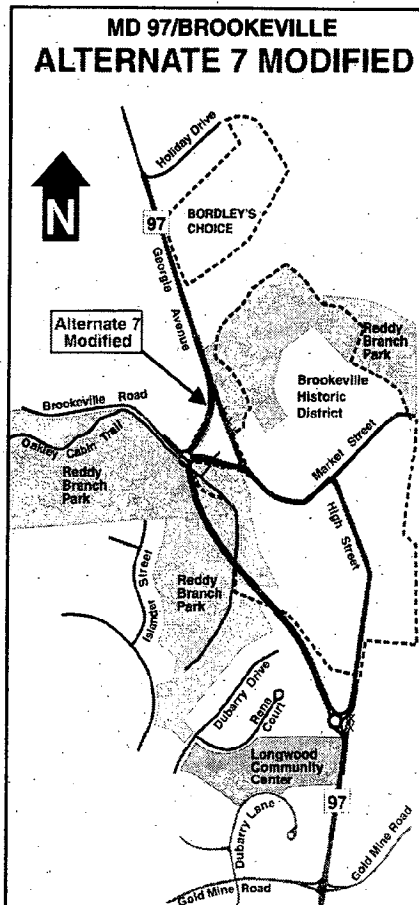 MD 97/BROOKEVILLE
ALTERNATE 7 MODIFIED
N
Holiday Drive
BORDLEY'S
CHOICE
97
Georgia Avenue
Alternate 7
Modified
Reddy
Branch
Park
Brookeville
Historic
District
Brookeville Road
Oakley Cabin Trail
Market Street
High Street
Reddy
Branch
Park
Reddy
Branch
Park
Islander Street
Dubarry Drive
Rena
Court
Longwood
Community
Center
97
Dubarry Lane
Gold Mine Road
Gold Mine Road